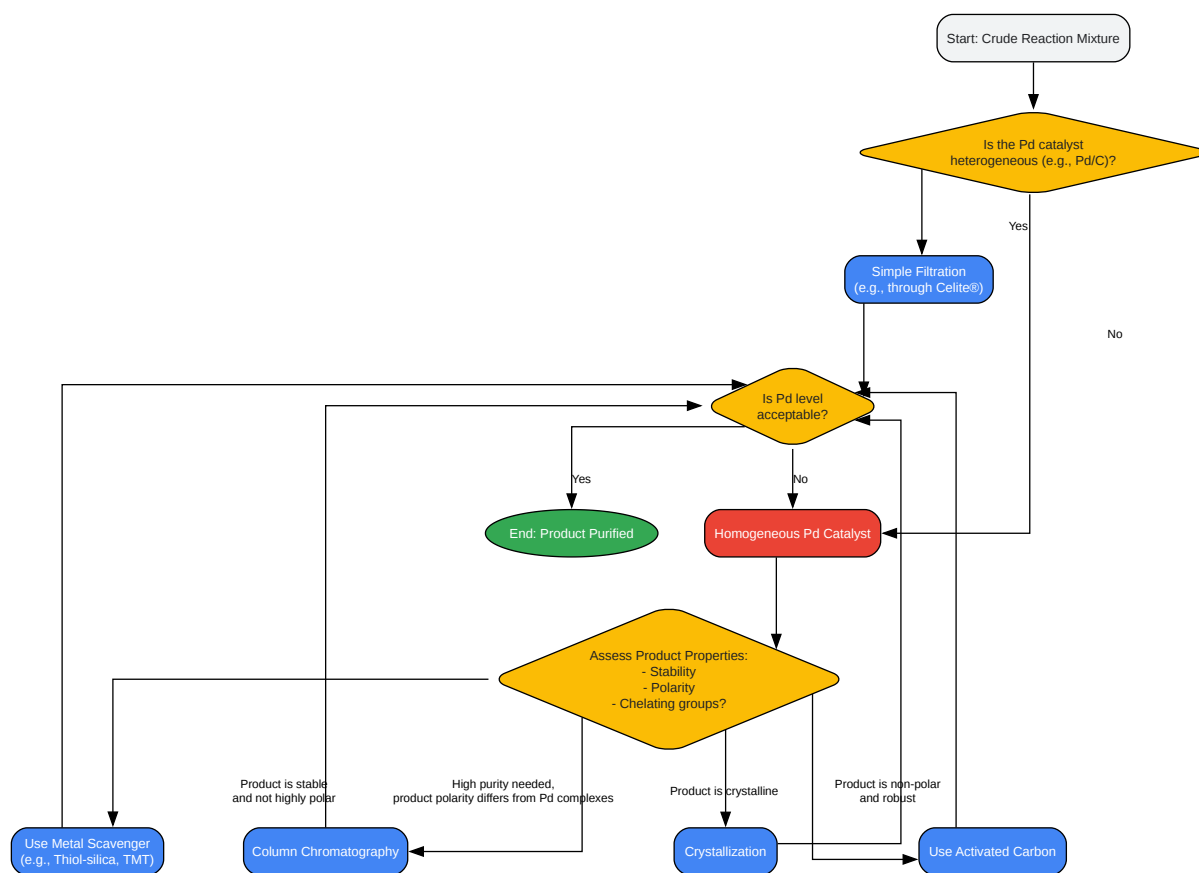 Start: Crude Reaction Mixture
Is the Pd catalyst
heterogeneous (e.g., Pd/C)?
Yes
Simple Filtration
(e.g., through Celite®)
No
Is Pd level
acceptable?
Yes
No
End: Product Purified
Homogeneous Pd Catalyst
Assess Product Properties:
- Stability
- Polarity
- Chelating groups?
Product is stable
and not highly polar
High purity needed,
product polarity differs from Pd complexes
Product is crystalline
Product is non-polar
and robust
Use Metal Scavenger
(e.g., Thiol-silica, TMT)
Column Chromatography
Crystallization
Use Activated Carbon